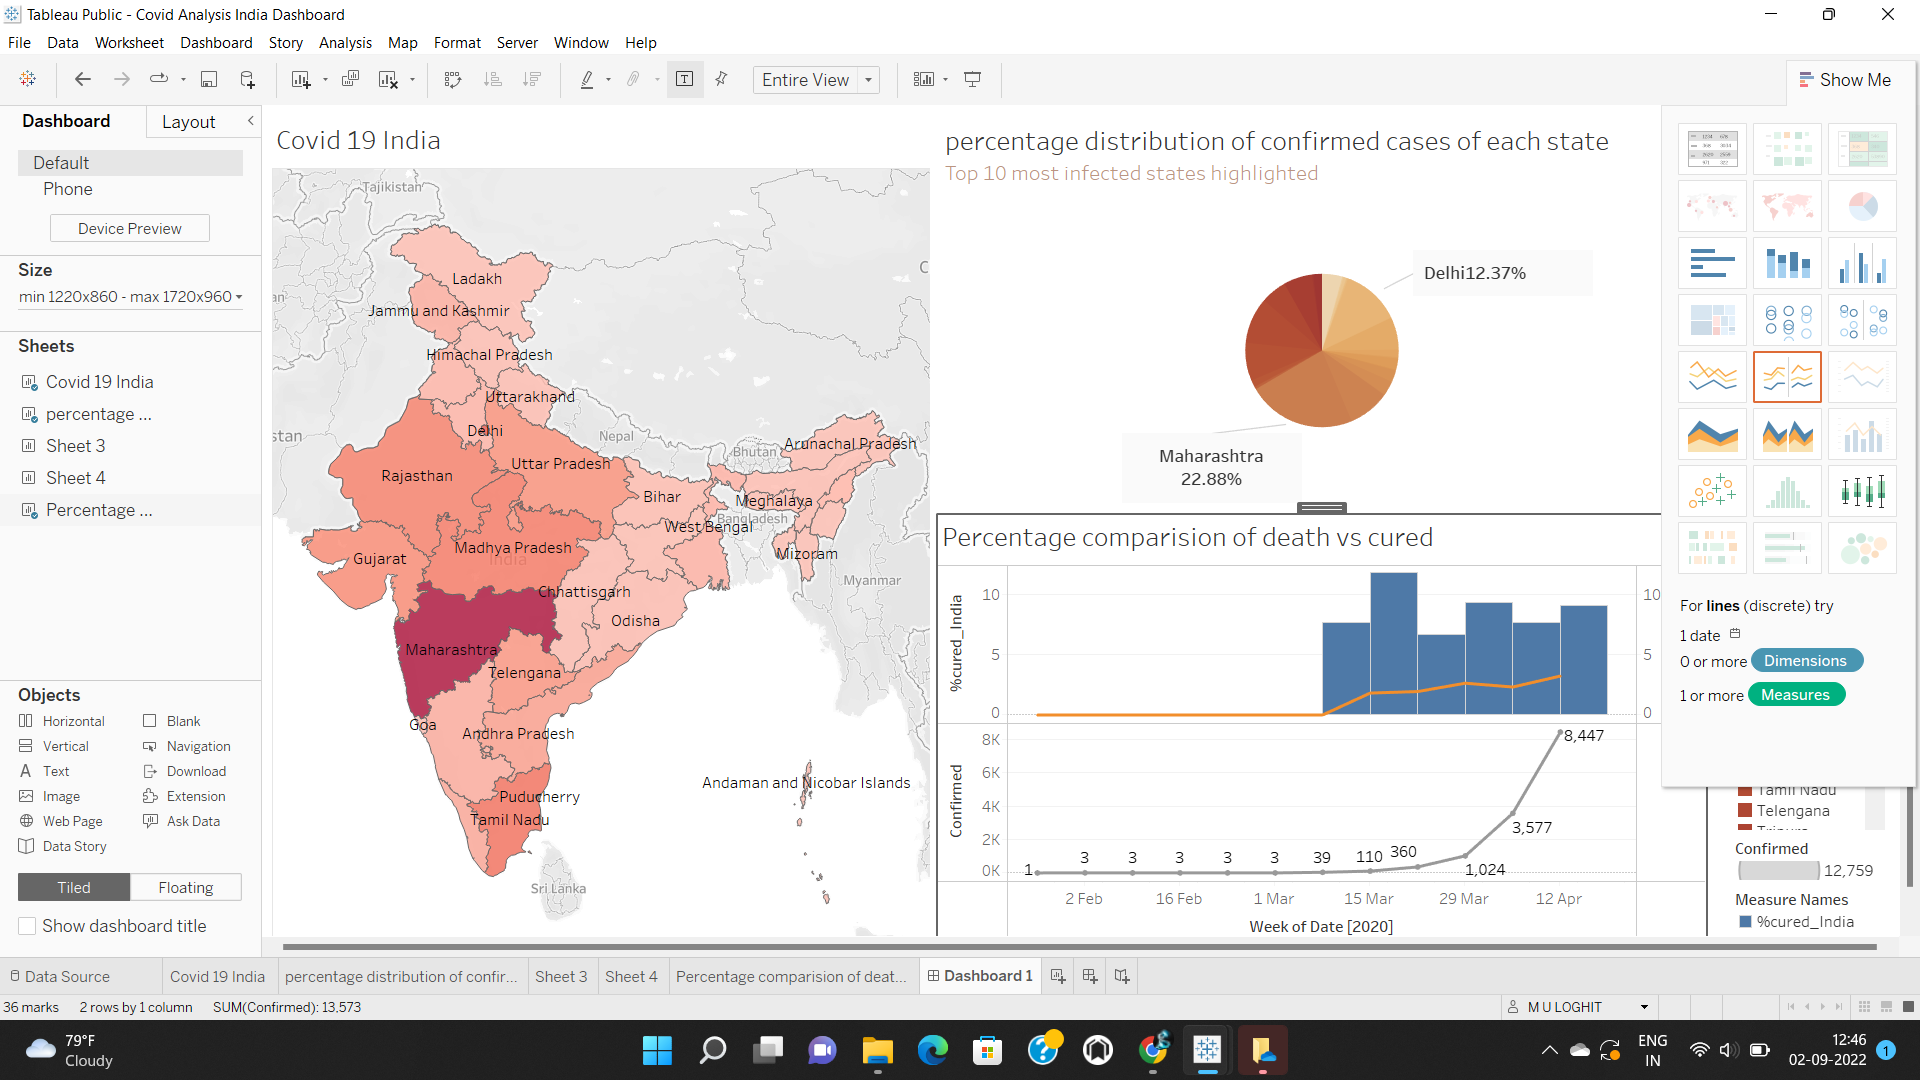 Tableau Public - Covid Analysis India Dashboard
File Data Worksheet Dashboard Story Analysis Map Format Server Window Help
Entire View
Show Me
Dashboard
Layout
Default
Phone
Device Preview
Size
min 1220x860 - max 1720x960
Sheets
Covid 19 India
percentage ...
Sheet 3
Sheet 4
Percentage ...
Objects
Horizontal
Blank
Vertical
Navigation
Text
Download
Image
Extension
Web Page
Ask Data
Data Story
Tiled
Floating
Show dashboard title
Covid 19 India
Tajikistan
Ladakh
Jammu and Kashmir
Himachal Pradesh
Uttarakhand
Delhi
Nepal
stan
Rajasthan
Uttar Pradesh
Bhutan
Arunachal Pradesh
Bihar
Meghalaya
Bangladesh
West Bengal
Gujarat
Madhya Pradesh
India
Mizoram
Myanmar
Chhattisgarh
Odisha
Maharashtra
Telengana
Goa
Andhra Pradesh
Andaman and Nicobar Islands
Puducherry
Tamil Nadu
Sri Lanka
percentage distribution of confirmed cases of each state
Top 10 most infected states highlighted
Delhi12.37%
Maharashtra
22.88%
Percentage comparision of death vs cured
%cured_India
10
5
0
10
5
0
Confirmed
8K
6K
4K
2K
0K
1
3
3
3
3
3
39
110
360
1,024
3,577
8,447
2 Feb
16 Feb
1 Mar
15 Mar
29 Mar
12 Apr
Week of Date [2020]
For lines (discrete) try
1 date
0 or more Dimensions
1 or more Measures
Tamil Nadu
Telengana
Tripura
Confirmed
12,759
Measure Names
%cured_India
Data Source
Covid 19 India
percentage distribution of confir...
Sheet 3
Sheet 4
Percentage comparision of deat...
Dashboard 1
36 marks
2 rows by 1 column
SUM(Confirmed): 13,573
M U LOGHIT
79°F
Cloudy
ENG
IN
12:46
02-09-2022
1